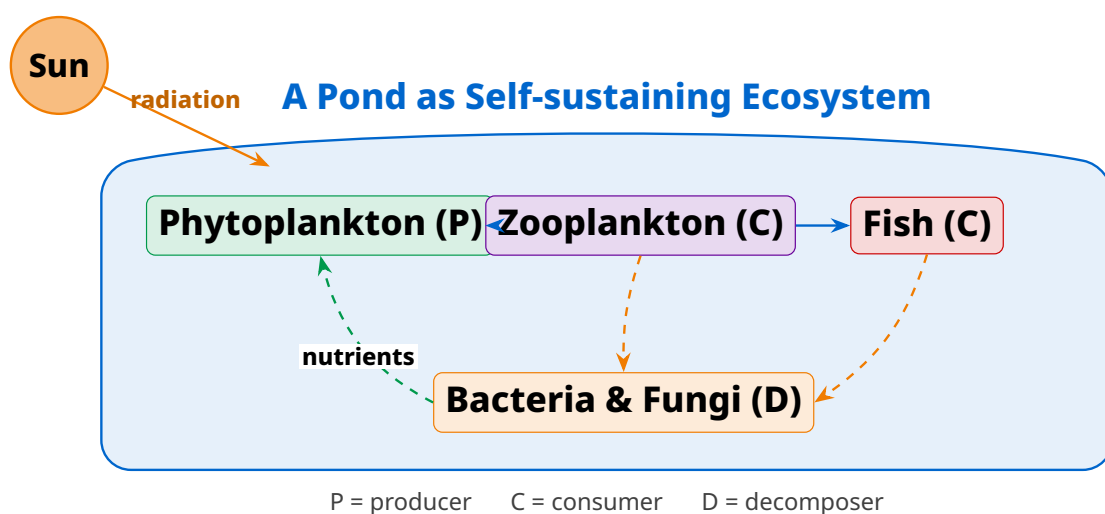 Sun
radiation
A Pond as Self-sustaining Ecosystem
Phytoplankton (P)
Zooplankton (C)
Fish (C)
nutrients
Bacteria & Fungi (D)
P = producer C = consumer D = decomposer